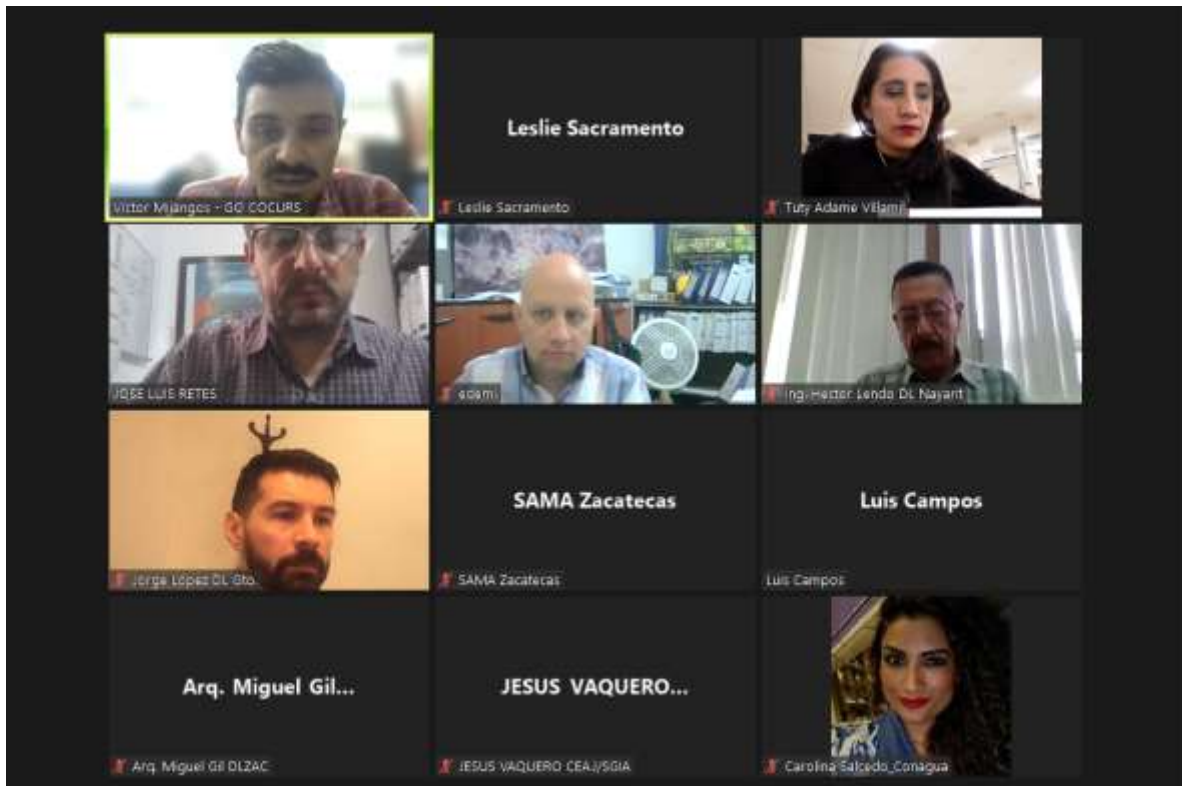 Victor Mijangos - GO COCURS
Leslie Sacramento
Leslie Sacramento
Tuty Adame Villami
JOSE LUIS RETES
edemi
Ing. Hector Lendo DL Nayarit
Jorge Lopez DL Gto.
SAMA Zacatecas
SAMA Zacatecas
Luis Campos
Luis Campos
Arq. Miguel Gil...
Arq. Miguel Gil DLZAC
JESUS VAQUERO...
JESUS VAQUERO CEAJ/SGIA
Carolina Salcedo_Conagua